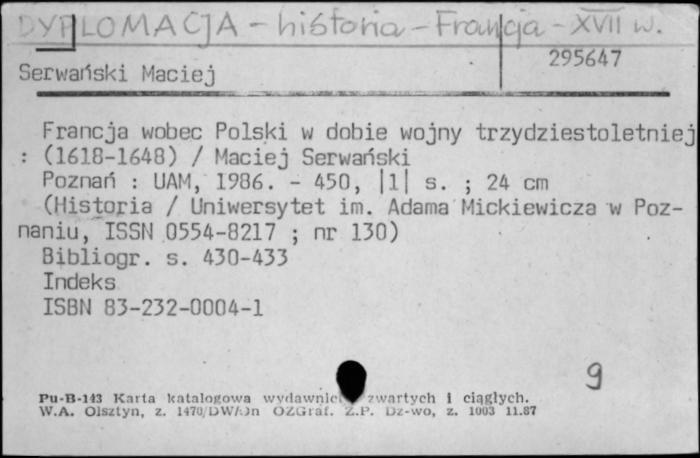 DYPLOMACJA - historia - Francja - XVII w.
295647
Serwański Maciej
Francja wobec Polski w dobie wojny trzydziestoletniej
: (1618-1648) / Maciej Serwański
Poznań : UAM, 1986. - 450, |1| s. ; 24 cm
(Historia / Uniwersytet im. Adama Mickiewicza w Poz-
naniu, ISSN 0554-8217 ; nr 130)
Bibliogr. s. 430-433
Indeks
ISBN 83-232-0004-1
9
Pu-B-143 Karta katalogowa zwartych i ciągłych.
W.A. Olsztyn, z. 1470/DW/On OZGraf. Z.P. Dz-wo, z. 1003 11.87